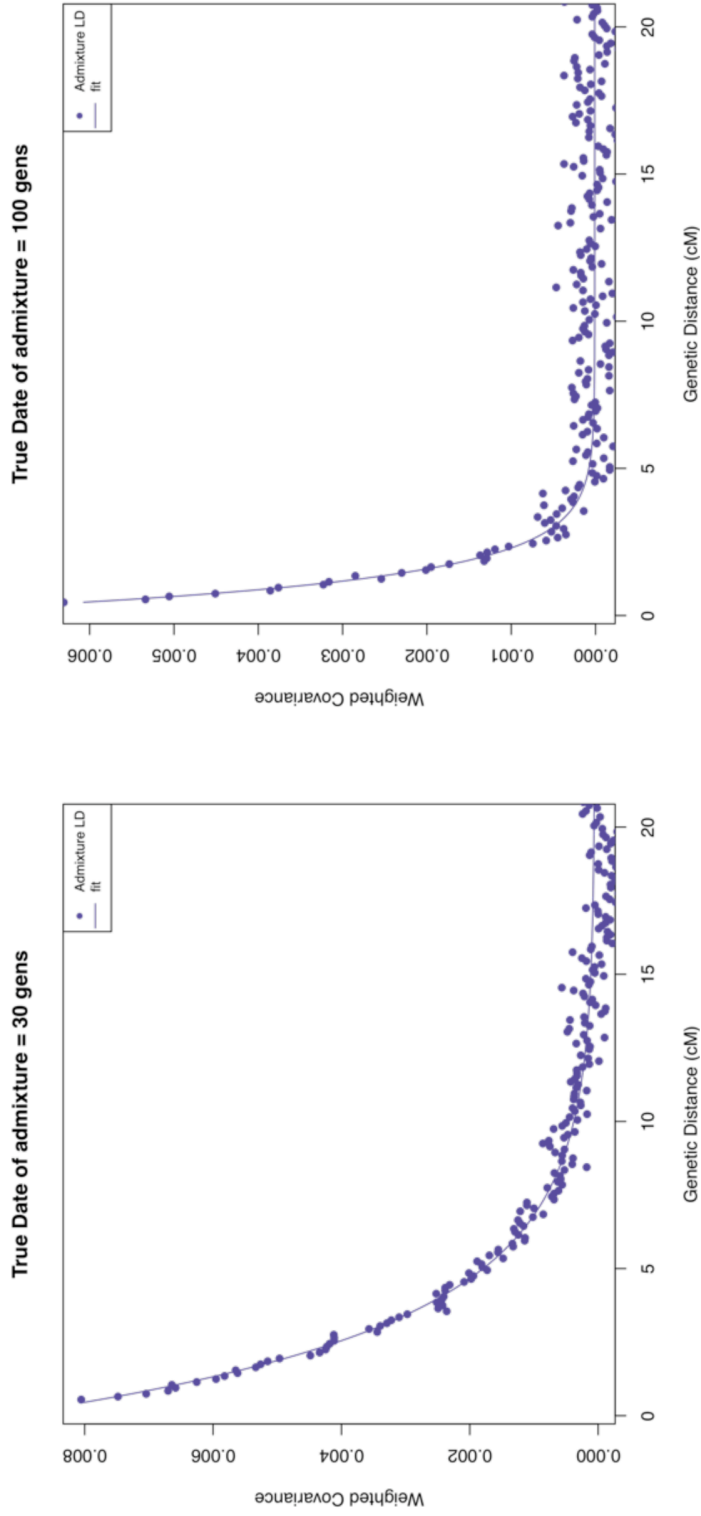 True Date of admixture = 30 gens
Admixture LD
fit
Weighted Covariance
0.008
0.006
0.004
0.002
0.000
0
5
10
15
20
Genetic Distance (cM)
True Date of admixture = 100 gens
Admixture LD
fit
Weighted Covariance
0.006
0.005
0.004
0.003
0.002
0.001
0.000
0
5
10
15
20
Genetic Distance (cM)